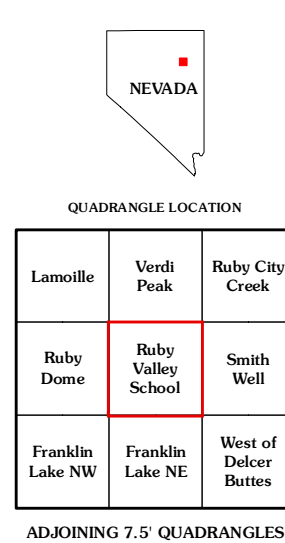 NEVADA
QUADRANGLE LOCATION
Lamoille
Verdi
Peak
Ruby City
Creek
Ruby
Dome
Ruby
Valley
School
Smith
Well
Franklin
Lake NW
Franklin
Lake NE
West of
Delcer
Buttes
ADJOINING 7.5' QUADRANGLES